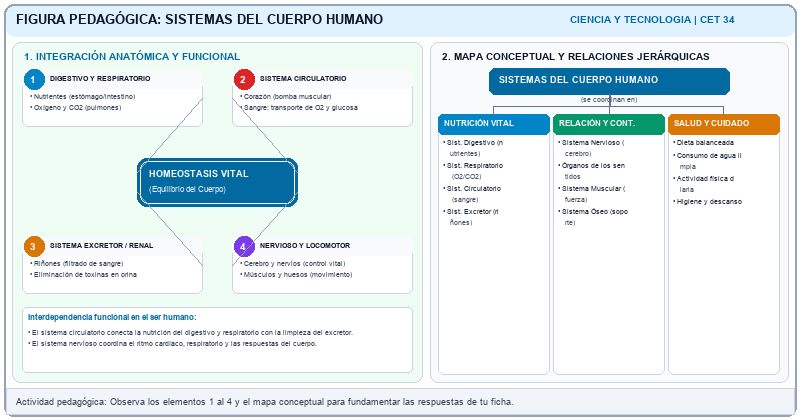 FIGURA PEDAGÓGICA: SISTEMAS DEL CUERPO HUMANO
CIENCIA Y TECNOLOGIA | CET 34
1. INTEGRACIÓN ANATÓMICA Y FUNCIONAL
1 DIGESTIVO Y RESPIRATORIO
• Nutrientes (estómago/intestino)
• Oxígeno y CO2 (pulmones)
2 SISTEMA CIRCULATORIO
• Corazón (bomba muscular)
• Sangre: transporte de O2 y glucosa
HOMEOSTASIS VITAL
(Equilibrio del Cuerpo)
3 SISTEMA EXCRETOR / RENAL
• Riñones (filtrado de sangre)
• Eliminación de toxinas en orina
4 NERVIOSO Y LOCOMOTOR
• Cerebro y nervios (control vital)
• Músculos y huesos (movimiento)
Interdependencia funcional en el ser humano:
• El sistema circulatorio conecta la nutrición del digestivo y respiratorio con la limpieza del excretor.
• El sistema nervioso coordina el ritmo cardíaco, respiratorio y las respuestas del cuerpo.
2. MAPA CONCEPTUAL Y RELACIONES JERÁRQUICAS
SISTEMAS DEL CUERPO HUMANO
(se coordinan en)
NUTRICIÓN VITAL
• Sist. Digestivo (n
utrientes)
• Sist. Respiratorio
(O2/CO2)
• Sist. Circulatorio
(sangre)
• Sist. Excretor (ri
ñones)
RELACIÓN Y CONT.
• Sistema Nervioso (
cerebro)
• Órganos de los sen
tidos
• Sistema Muscular (
fuerza)
• Sistema Óseo (sopo
rte)
SALUD Y CUIDADO
• Dieta balanceada
• Consumo de agua li
mpia
• Actividad física d
iaria
• Higiene y descanso
Actividad pedagógica: Observa los elementos 1 al 4 y el mapa conceptual para fundamentar las respuestas de tu ficha.